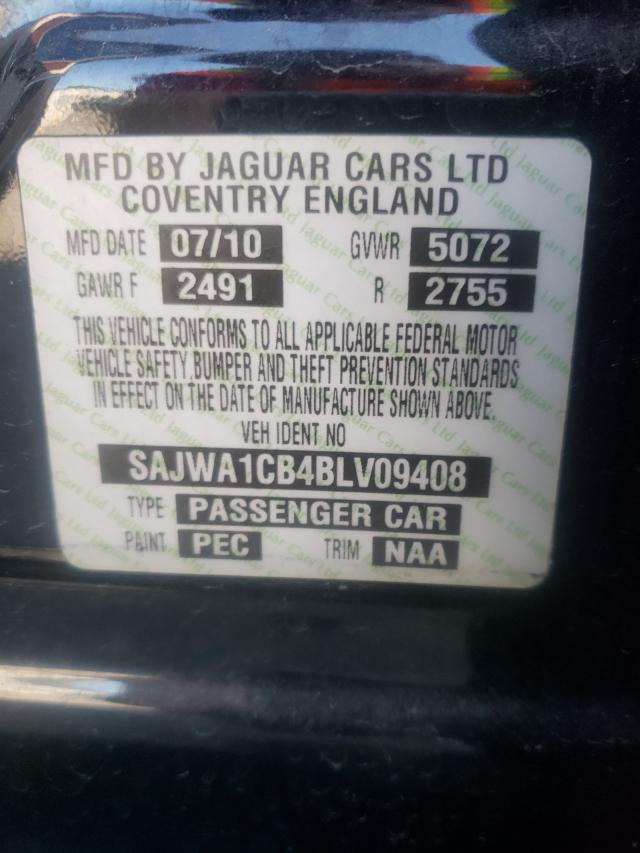 MFD BY JAGUAR CARS LTD
COVENTRY ENGLAND
MFD DATE 07/10 GVWR 5072
GAWR F 2491 R 2755
THIS VEHICLE CONFORMS TO ALL APPLICABLE FEDERAL MOTOR
VEHICLE SAFETY, BUMPER AND THEFT PREVENTION STANDARDS
IN EFFECT ON THE DATE OF MANUFACTURE SHOWN ABOVE.
VEH IDENT NO
SAJWA1CB4BLV09408
TYPE PASSENGER CAR
PAINT PEC TRIM NAA